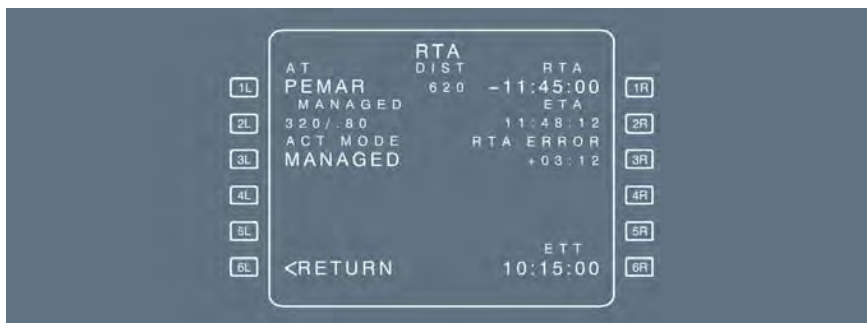 RTA
AT DIST RTA
1L PEMAR 620 -11:45:00 1R
MANAGED ETA
2L 320/.80 11:48:12 2R
ACT MODE RTA ERROR
3L MANAGED +03:12 3R
4L 4R
5L 5R
ETT
6L <RETURN 10:15:00 6R